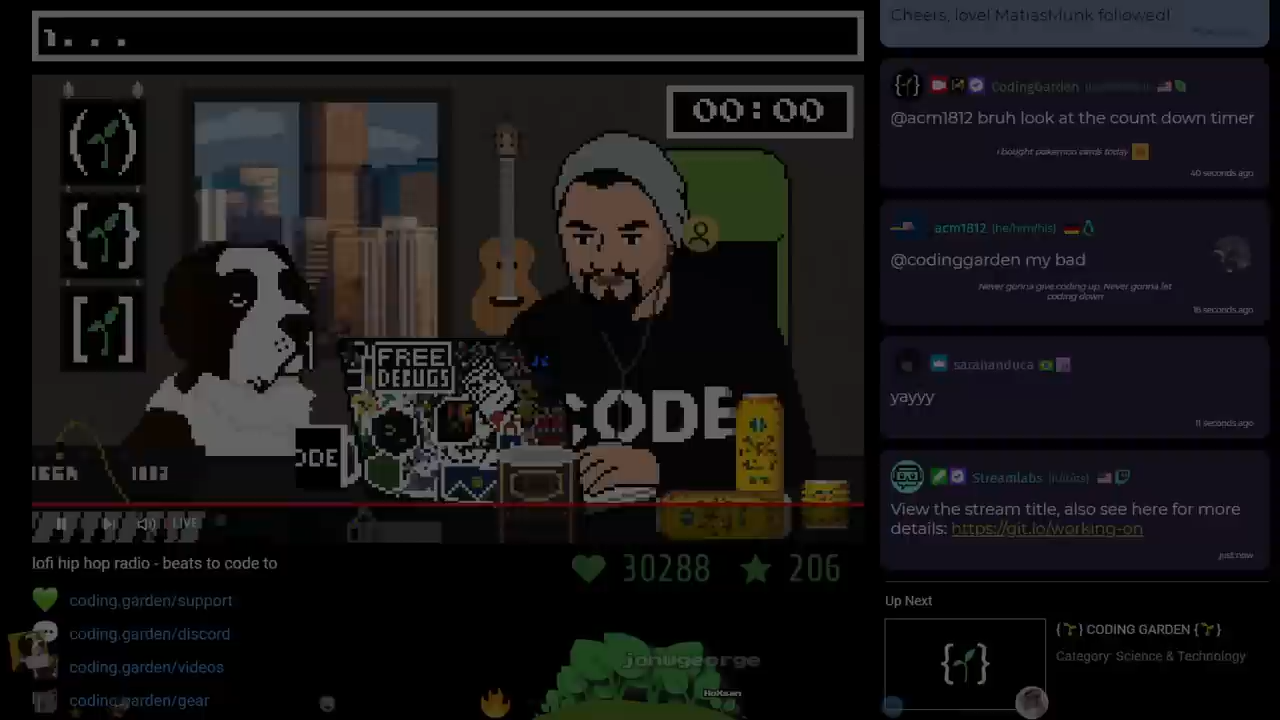 1...
00:00
FREE
DEBUGS
CODE
ODE
LIVE
lofi hip hop radio - beats to code to
30288
206
coding.garden/support
coding.garden/discord
coding.garden/videos
coding.garden/gear
janugeorge
HoKsan
Cheers, love! MatiasMunk followed!
CodingGarden
@acm1812 bruh look at the count down timer
i bought pokemon cards today
40 seconds ago
acm1812 (he/him/his)
@codinggarden my bad
Never gonna give coding up, Never gonna let
coding down
16 seconds ago
sarahanduca
yayyy
11 seconds ago
Streamlabs
View the stream title, also see here for more
details: https://git.io/working-on
just now
Up Next
{ } CODING GARDEN { }
Category: Science & Technology